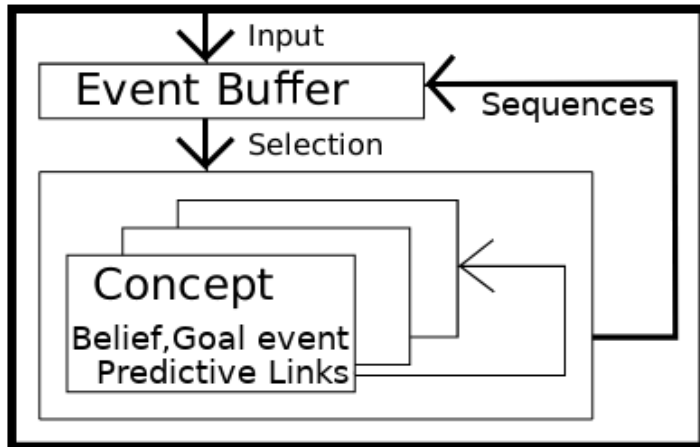 Input
Event Buffer
Sequences
Selection
Concept
Belief,Goal event
Predictive Links